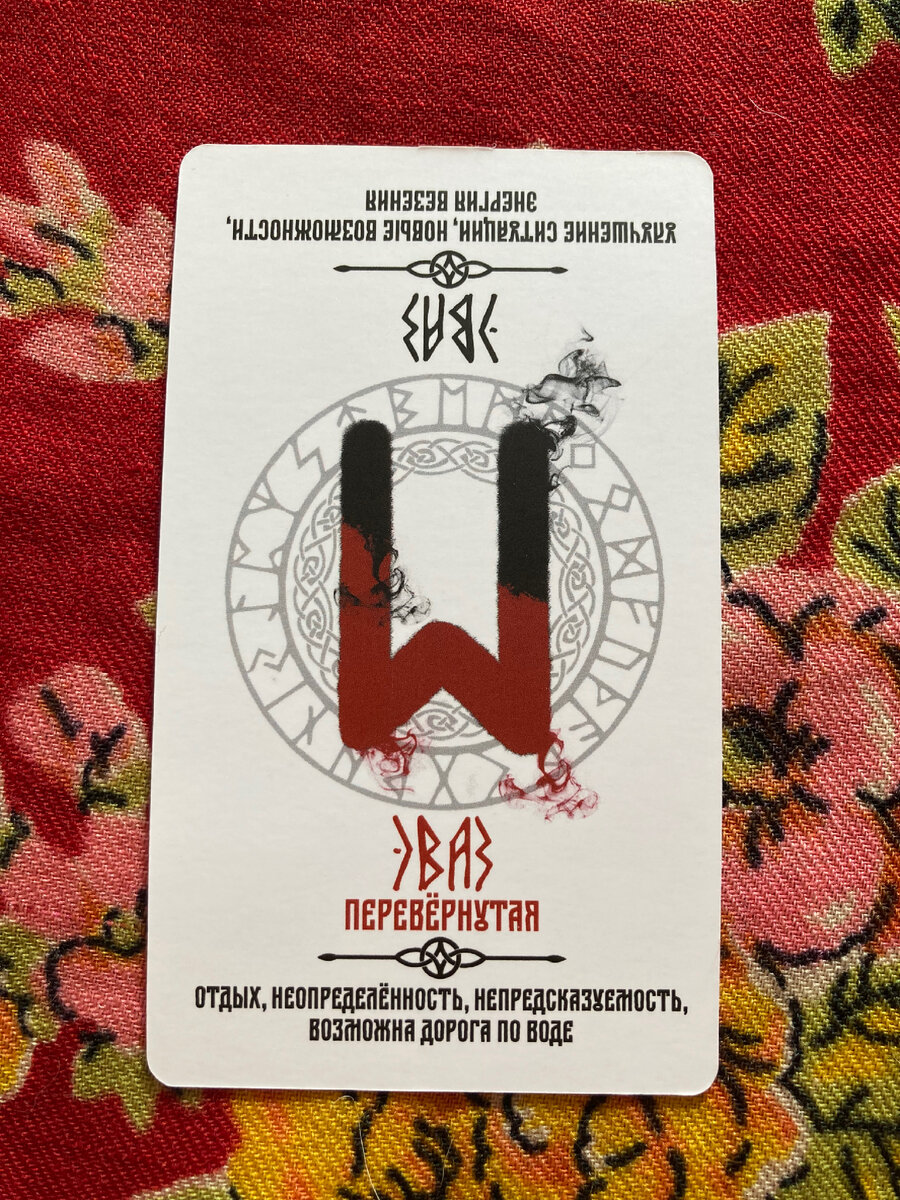 УЛУЧШЕНИЕ СИТУАЦИИ, НОВЫЕ ВОЗМОЖНОСТИ,
ЭНЕРГИЯ ВЕЗЕНИЯ
ЭВАЗ
ЭВАЗ
ПЕРЕВЁРНУТАЯ
ОТДЫХ, НЕОПРЕДЕЛЁННОСТЬ, НЕПРЕДСКАЗУЕМОСТЬ,
ВОЗМОЖНА ДОРОГА ПО ВОДЕ